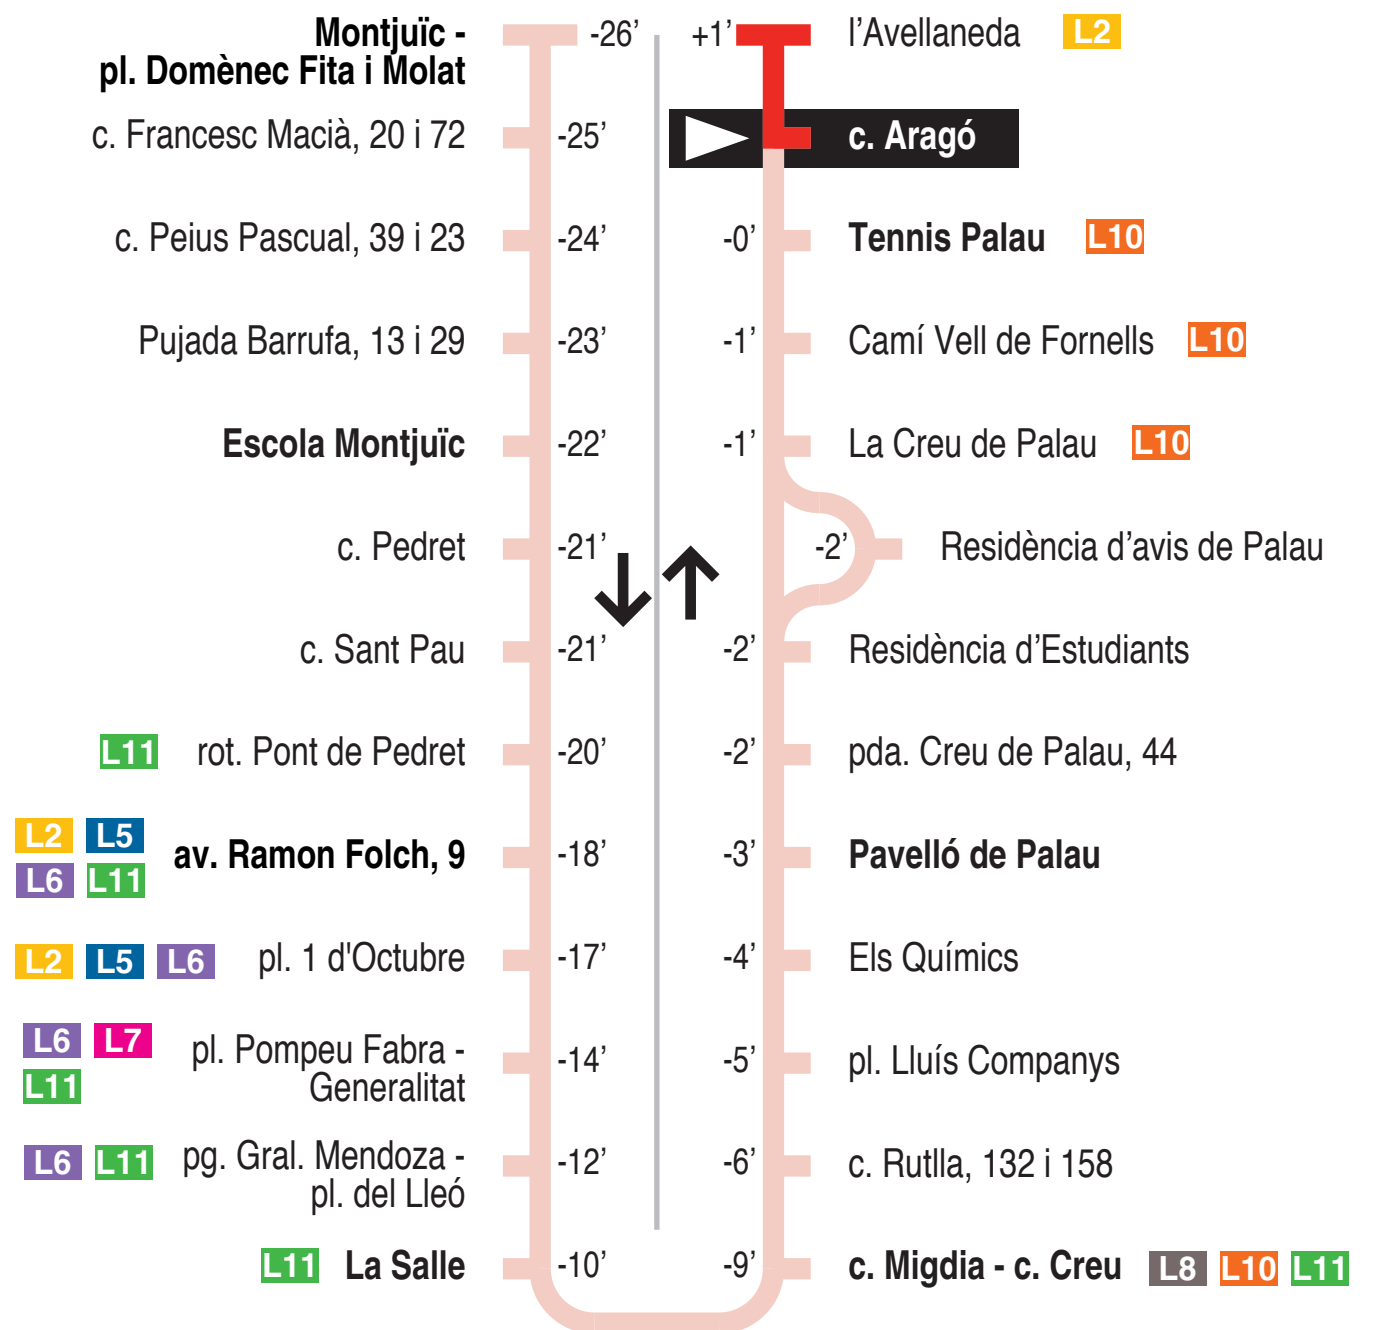 Montjuïc -
pl. Domènec Fita i Molat
-26’
c. Francesc Macià, 20 i 72
-25’
c. Peius Pascual, 39 i 23
-24’
Pujada Barrufa, 13 i 29
-23’
Escola Montjuïc
-22’
c. Pedret
-21’
c. Sant Pau
-21’
L11 rot. Pont de Pedret
-20’
L2 L5
L6 L11
av. Ramon Folch, 9
-18’
L2 L5 L6 pl. 1 d'Octubre
-17’
L6 L7
L11
pl. Pompeu Fabra -
Generalitat
-14’
L6 L11
pg. Gral. Mendoza -
pl. del Lleó
-12’
L11 La Salle
-10’
+1’ l’Avellaneda L2
c. Aragó
-0’ Tennis Palau L10
-1’ Camí Vell de Fornells L10
-1’ La Creu de Palau L10
-2’ Residència d’avis de Palau
-2’ Residència d’Estudiants
-2’ pda. Creu de Palau, 44
-3’ Pavelló de Palau
-4’ Els Químics
-5’ pl. Lluís Companys
-6’ c. Rutlla, 132 i 158
-9’ c. Migdia - c. Creu L8 L10 L11